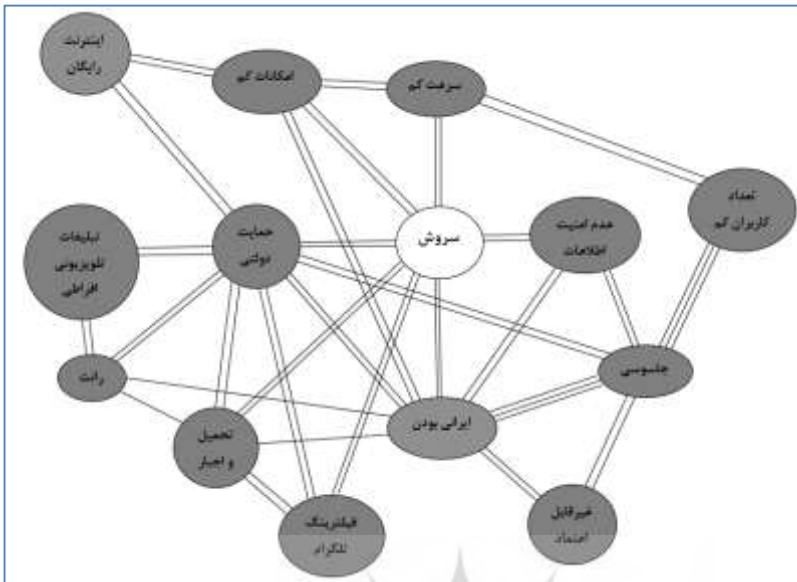 اینترنت
رایگان
امکانات کم
سرعت کم
تعداد
کاربران کم
سروش
عدم امنیت
اطلاعات
حمایت
دولتی
تبلیغات
تلویزیونی
افراطی
جاسوسی
رانت
ایرانی بودن
تحمیل
و اجبار
غیرقابل
اعتماد
فیلترینگ
تلگرام